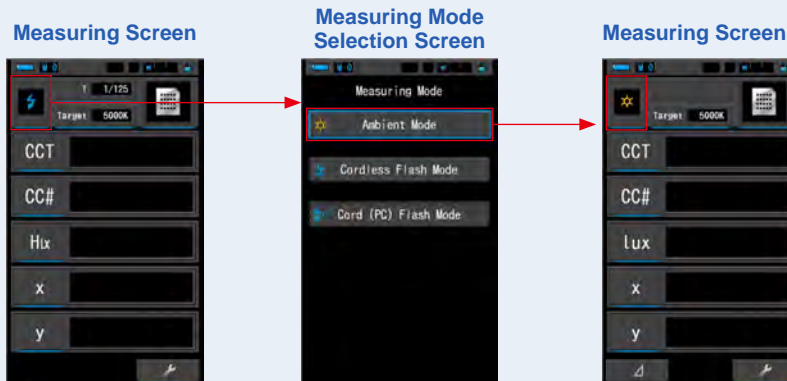 Measuring Screen
T 1/125
Target 5000K
CCT
CC#
Hlx
x
y
Measuring Mode
Selection Screen
Measuring Mode
Ambient Mode
Cordless Flash Mode
Cord (PC) Flash Mode
Measuring Screen
Target 5000K
CCT
CC#
lux
x
y